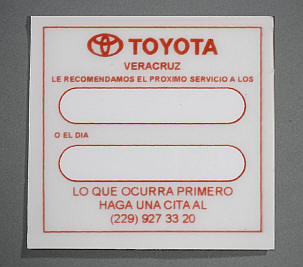 TOYOTA
VERACRUZ
LE RECOMENDAMOS EL PROXIMO SERVICIO A LOS
O EL DIA
LO QUE OCURRA PRIMERO
HAGA UNA CITA AL
(229) 927 33 20